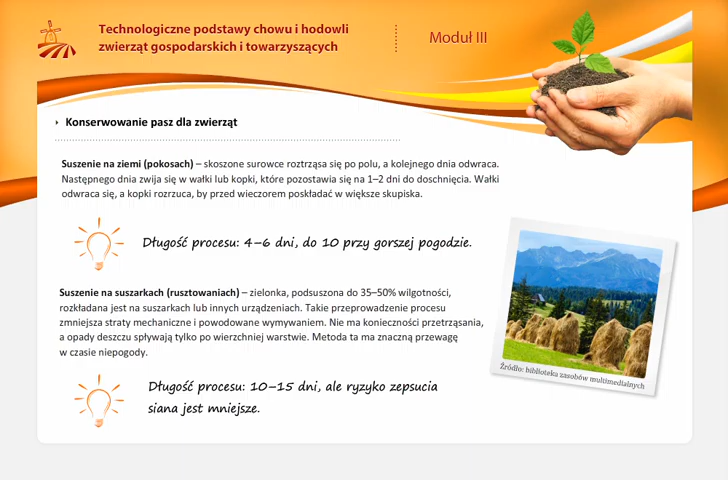 Technologiczne podstawy chowu i hodowli
zwierząt gospodarskich i towarzyszących
Moduł III
Konserwowanie pasz dla zwierząt
Suszenie na ziemi (pokosach) – skoszone surowce roztrząsa się po polu, a kolejnego dnia odwraca.
Następnego dnia zwija się w wałki lub kopki, które pozostawia się na 1–2 dni do doschnięcia. Wałki
odwraca się, a kopki rozrzuca, by przed wieczorem poskładać w większe skupiska.
Długość procesu: 4–6 dni, do 10 przy gorszej pogodzie.
Suszenie na suszarkach (rusztowaniach) – zielonka, podsuszona do 35–50% wilgotności,
rozkładana jest na suszarkach lub innych urządzeniach. Takie przeprowadzenie procesu
zmniejsza straty mechaniczne i powodowane wymywaniem. Nie ma konieczności przetrząsania,
a opady deszczu spływają tylko po wierzchniej warstwie. Metoda ta ma znaczną przewagę
w czasie niepogody.
Źródło: biblioteka zasobów multimedialnych
Długość procesu: 10–15 dni, ale ryzyko zepsucia
siana jest mniejsze.